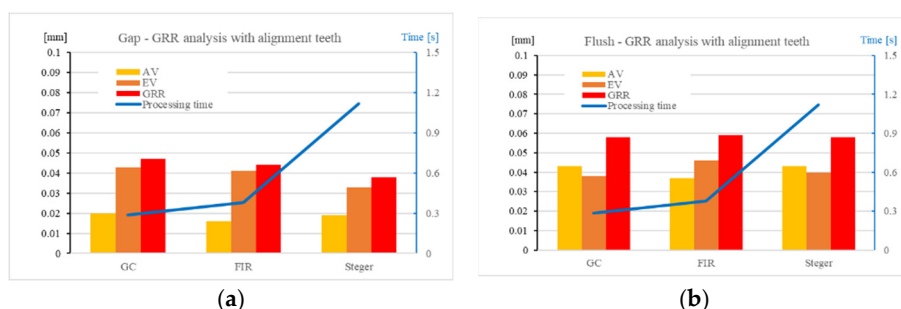 [mm] Gap - GRR analysis with alignment teeth Time [s]
0.1
0.09
0.08
0.07
0.06
0.05
0.04
0.03
0.02
0.01
0
AV
EV
GRR
Processing time
1.5
1.2
0.9
0.6
0.3
0
GC FIR Steger
(a)
[mm] Flush - GRR analysis with alignment teeth Time [s]
0.1
0.09
0.08
0.07
0.06
0.05
0.04
0.03
0.02
0.01
0
AV
EV
GRR
Processing time
1.5
1.2
0.9
0.6
0.3
0
GC FIR Steger
(b)